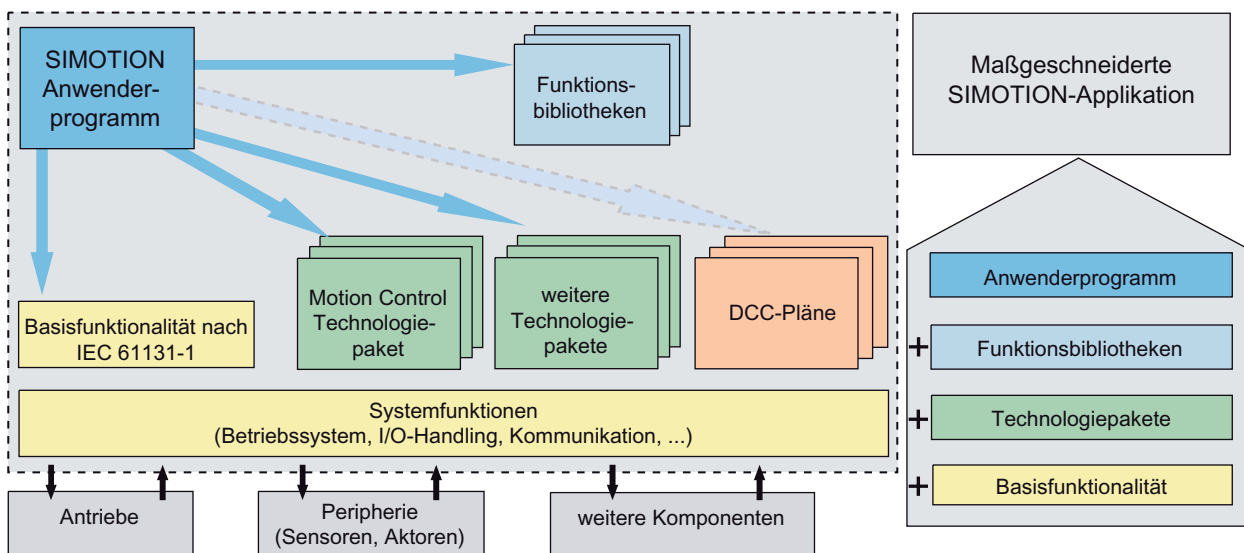 SIMOTION
Anwender-
programm
Funktions-
bibliotheken
Basisfunktionalität nach
IEC 61131-1
Motion Control
Technologie-
paket
weitere
Technologie-
pakete
DCC-Pläne
Systemfunktionen
(Betriebssystem, I/O-Handling, Kommunikation, ...)
Antriebe
Peripherie
(Sensoren, Aktoren)
weitere Komponenten
Maßgeschneiderte
SIMOTION-Applikation
Anwenderprogramm
+ Funktionsbibliotheken
+ Technologiepakete
+ Basisfunktionalität